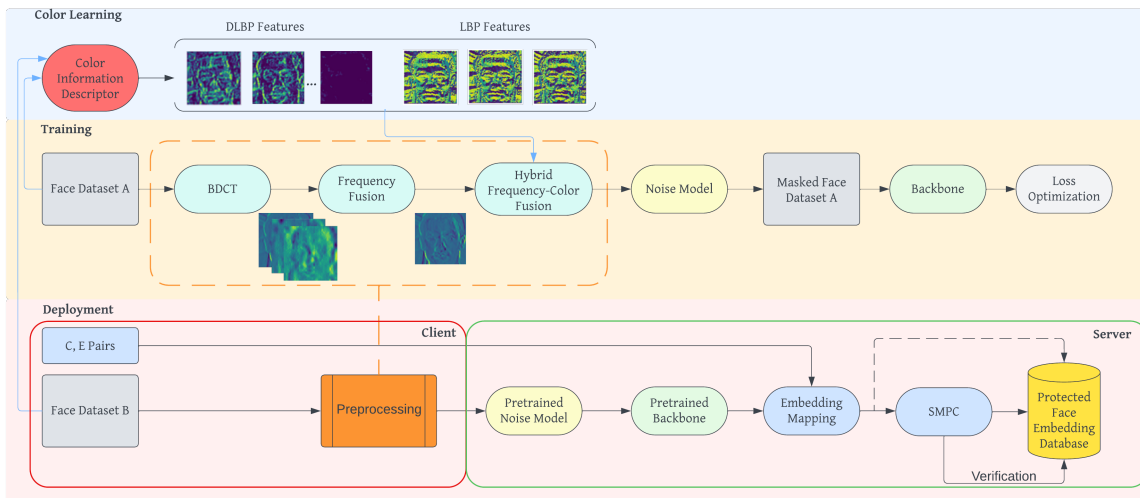 Color Learning
DLBP Features
LBP Features
Color
Information
Descriptor
...
Training
Face Dataset A
BDCT
Frequency
Fusion
Hybrid
Frequency-Color
Fusion
Noise Model
Masked Face
Dataset A
Backbone
Loss
Optimization
Deployment
Client
Server
C, E Pairs
Face Dataset B
Preprocessing
Pretrained
Noise Model
Pretrained
Backbone
Embedding
Mapping
SMPC
Protected
Face
Embedding
Database
Verification